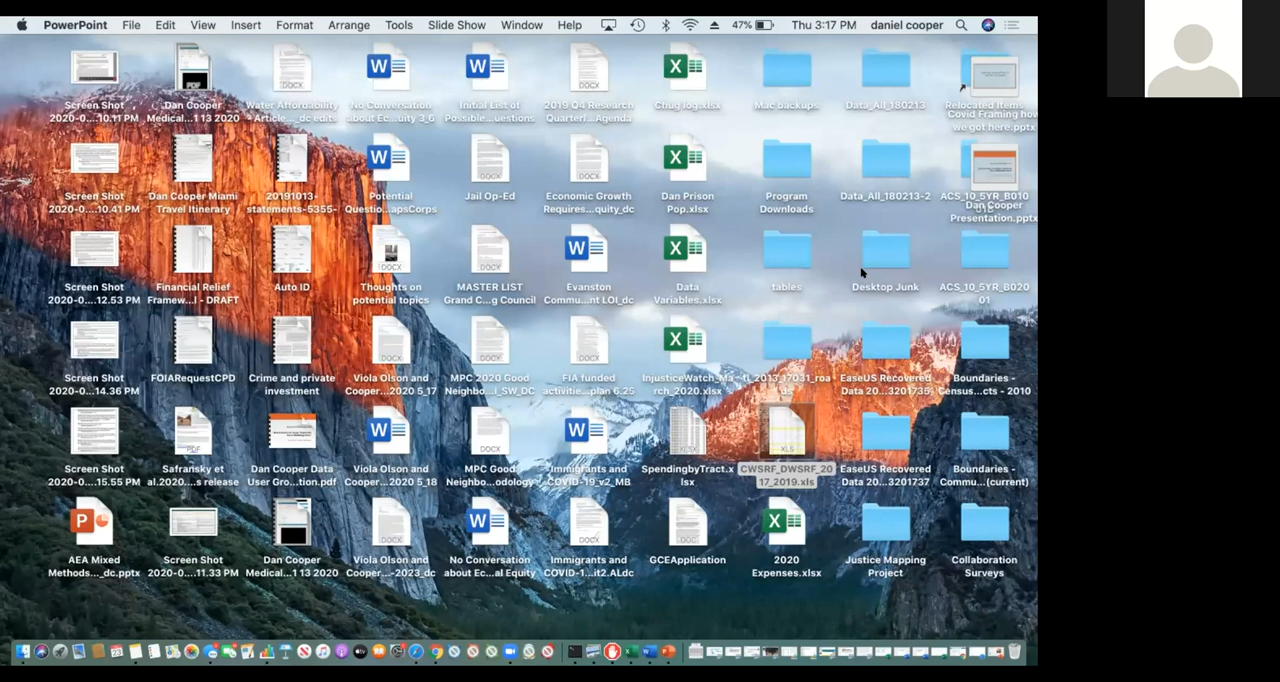 PowerPoint File Edit View Insert Format Arrange Tools Slide Show Window Help 47% Thu 3:17 PM daniel cooper
Screen Shot
2020-0....10.11 PM
Dan Cooper
Medical...1 13 2020
Water Affordability
Article..._dc edits
No Conversation
about Ec...uity 3_6
Initial List of
Possible...uestions
2019 Q4 Research
Quarterl...Agenda
Chug log.xlsx
Mac backups
Data_All_180213
Relocated Items
Covid Framing how
we got here.pptx
Screen Shot
2020-0....10.41 PM
Dan Cooper Miami
Travel Itinerary
20191013-
statements-5355-
Potential
Questio...apsCorps
Jail Op-Ed
Economic Growth
Requires...quity_dc
Dan Prison
Pop.xlsx
Program
Downloads
Data_All_180213-2
ACS_10_5YR_B010
Dan Cooper
Presentation.pptx
Screen Shot
2020-0....12.53 PM
Financial Relief
Framew...l - DRAFT
Auto ID
Thoughts on
potential topics
MASTER LIST
Grand C...g Council
Evanston
Commu...nt LOI_dc
Data
Variables.xlsx
tables
Desktop Junk
ACS_10_5YR_B020
01
Screen Shot
2020-0....14.36 PM
FOIARequestCPD
Crime and private
investment
Viola Olson and
Cooper...2020 5_17
MPC 2020 Good
Neighbo...l_SW_DC
FIA funded
activitie...plan 6.25
InjusticeWatch_Ma
rch_2020.xlsx
tl_2013_17031_roa
ds
EaseUS Recovered
Data 20...3201735
Boundaries -
Census...cts - 2010
Screen Shot
2020-0....15.55 PM
Safransky et
al.2020....s release
Dan Cooper Data
User Gro...tion.pdf
Viola Olson and
Cooper...2020 5_18
MPC Good
Neighbo...odology
Immigrants and
COVID-19_v2_MB
SpendingbyTract.x
lsx
CWSRF_DWSRF_20
17_2019.xls
EaseUS Recovered
Data 20...3201737
Boundaries -
Commu...(current)
AEA Mixed
Methods..._dc.pptx
Screen Shot
2020-0....11.33 PM
Dan Cooper
Medical...1 13 2020
Viola Olson and
Cooper...-2023_dc
No Conversation
about Ec...al Equity
Immigrants and
COVID-1...it2.ALdc
GCEApplication
2020
Expenses.xlsx
Justice Mapping
Project
Collaboration
Surveys